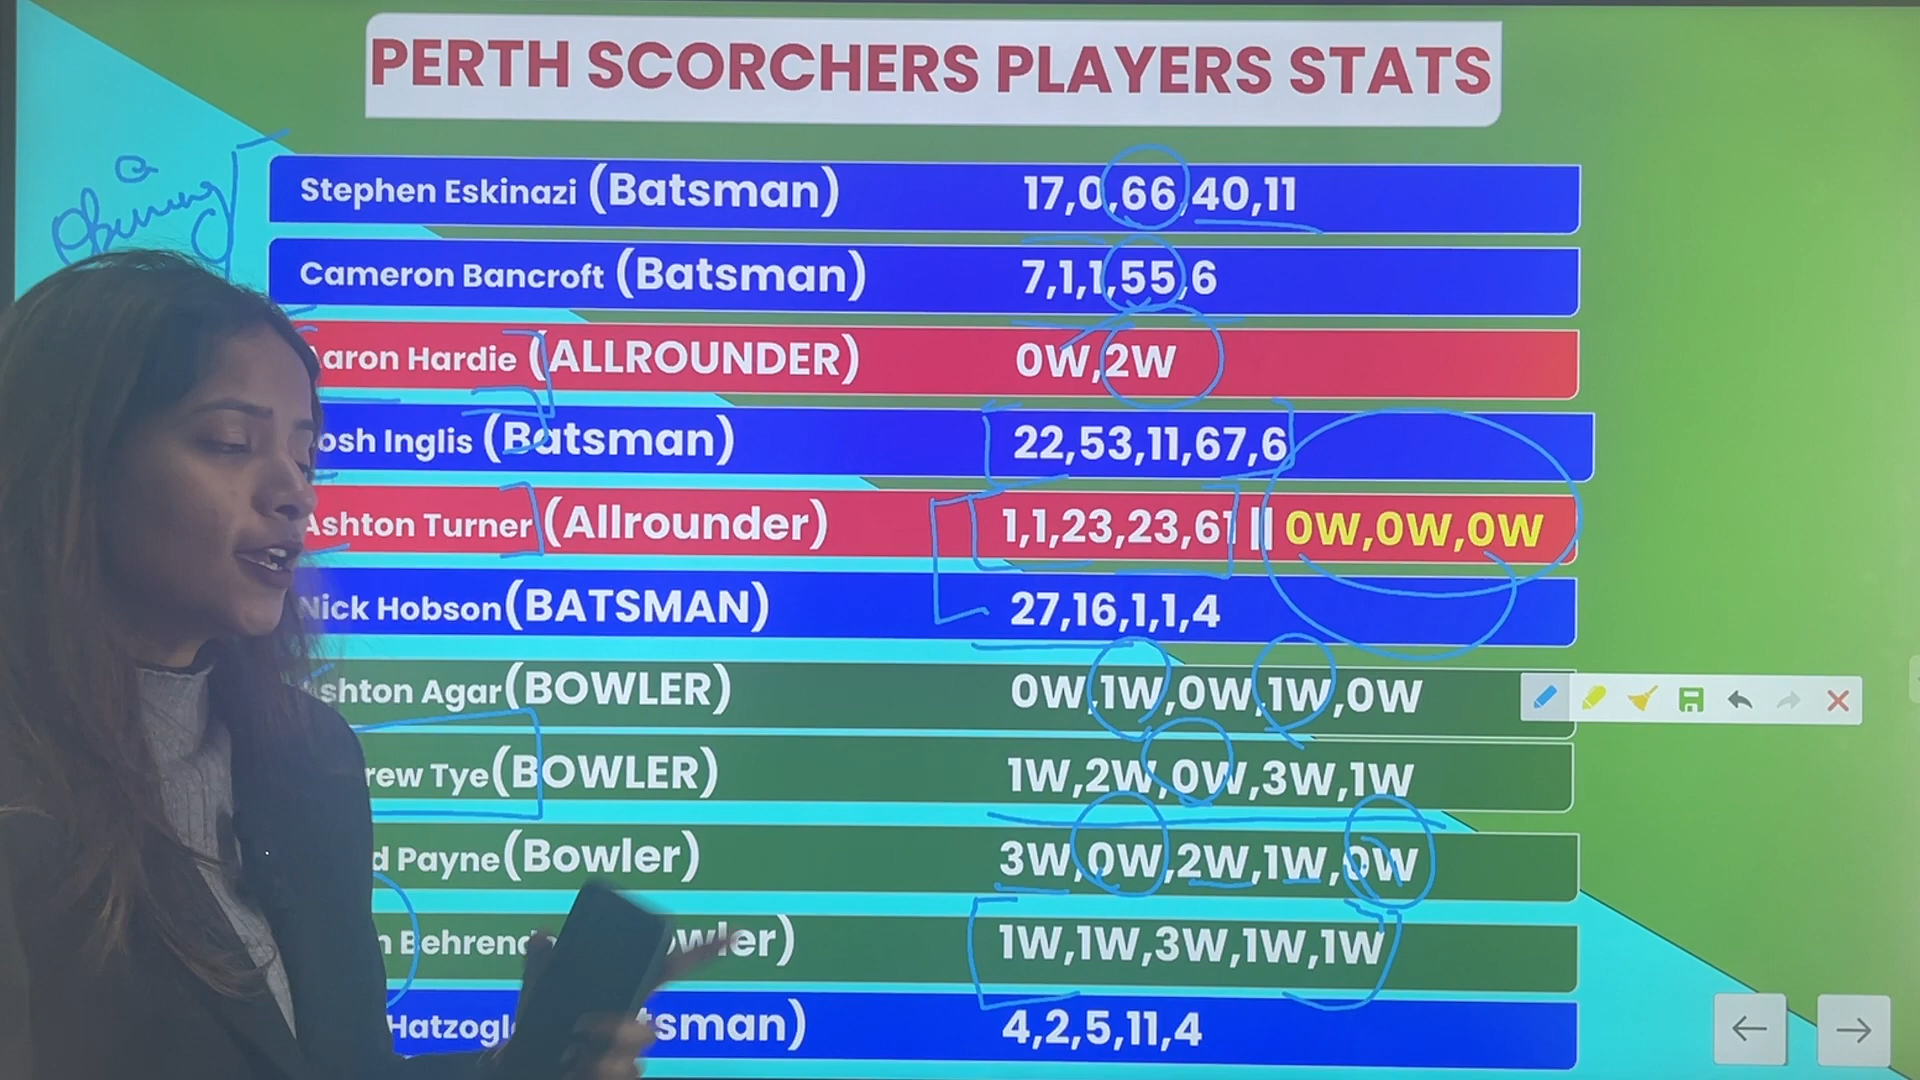 PERTH SCORCHERS PLAYERS STATS
Opening
Stephen Eskinazi (Batsman) 17,0,66,40,11
Cameron Bancroft (Batsman) 7,1,1,55,6
Aaron Hardie (ALLROUNDER) 0W,2W
osh Inglis (Batsman) 22,53,11,67,6
Ashton Turner (Allrounder) 1,1,23,23,61 || 0W,0W,0W
Nick Hobson(BATSMAN) 27,16,1,1,4
shton Agar(BOWLER) 0W,1W,0W,1W,0W
rew Tye(BOWLER) 1W,2W,0W,3W,1W
d Payne(Bowler) 3W,0W,2W,1W,0W
n Behrend owler) 1W,1W,3W,1W,1W
Hatzogl tsman) 4,2,5,11,4